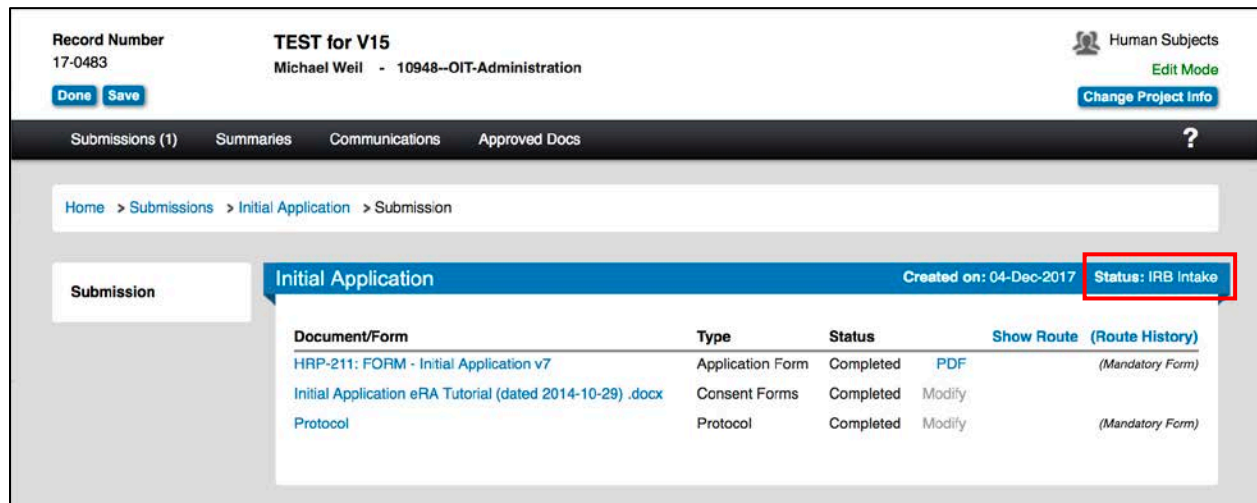 Record Number
17-0483
Done Save
TEST for V15
Michael Weil - 10948--OIT-Administration
Human Subjects
Edit Mode
Change Project Info
Submissions (1) Summaries Communications Approved Docs ?
Home > Submissions > Initial Application > Submission
Submission
Initial Application Created on: 04-Dec-2017 Status: IRB Intake
Document/Form Type Status Show Route (Route History)
HRP-211: FORM - Initial Application v7 Application Form Completed PDF (Mandatory Form)
Initial Application eRA Tutorial (dated 2014-10-29) .docx Consent Forms Completed Modify
Protocol Protocol Completed Modify (Mandatory Form)